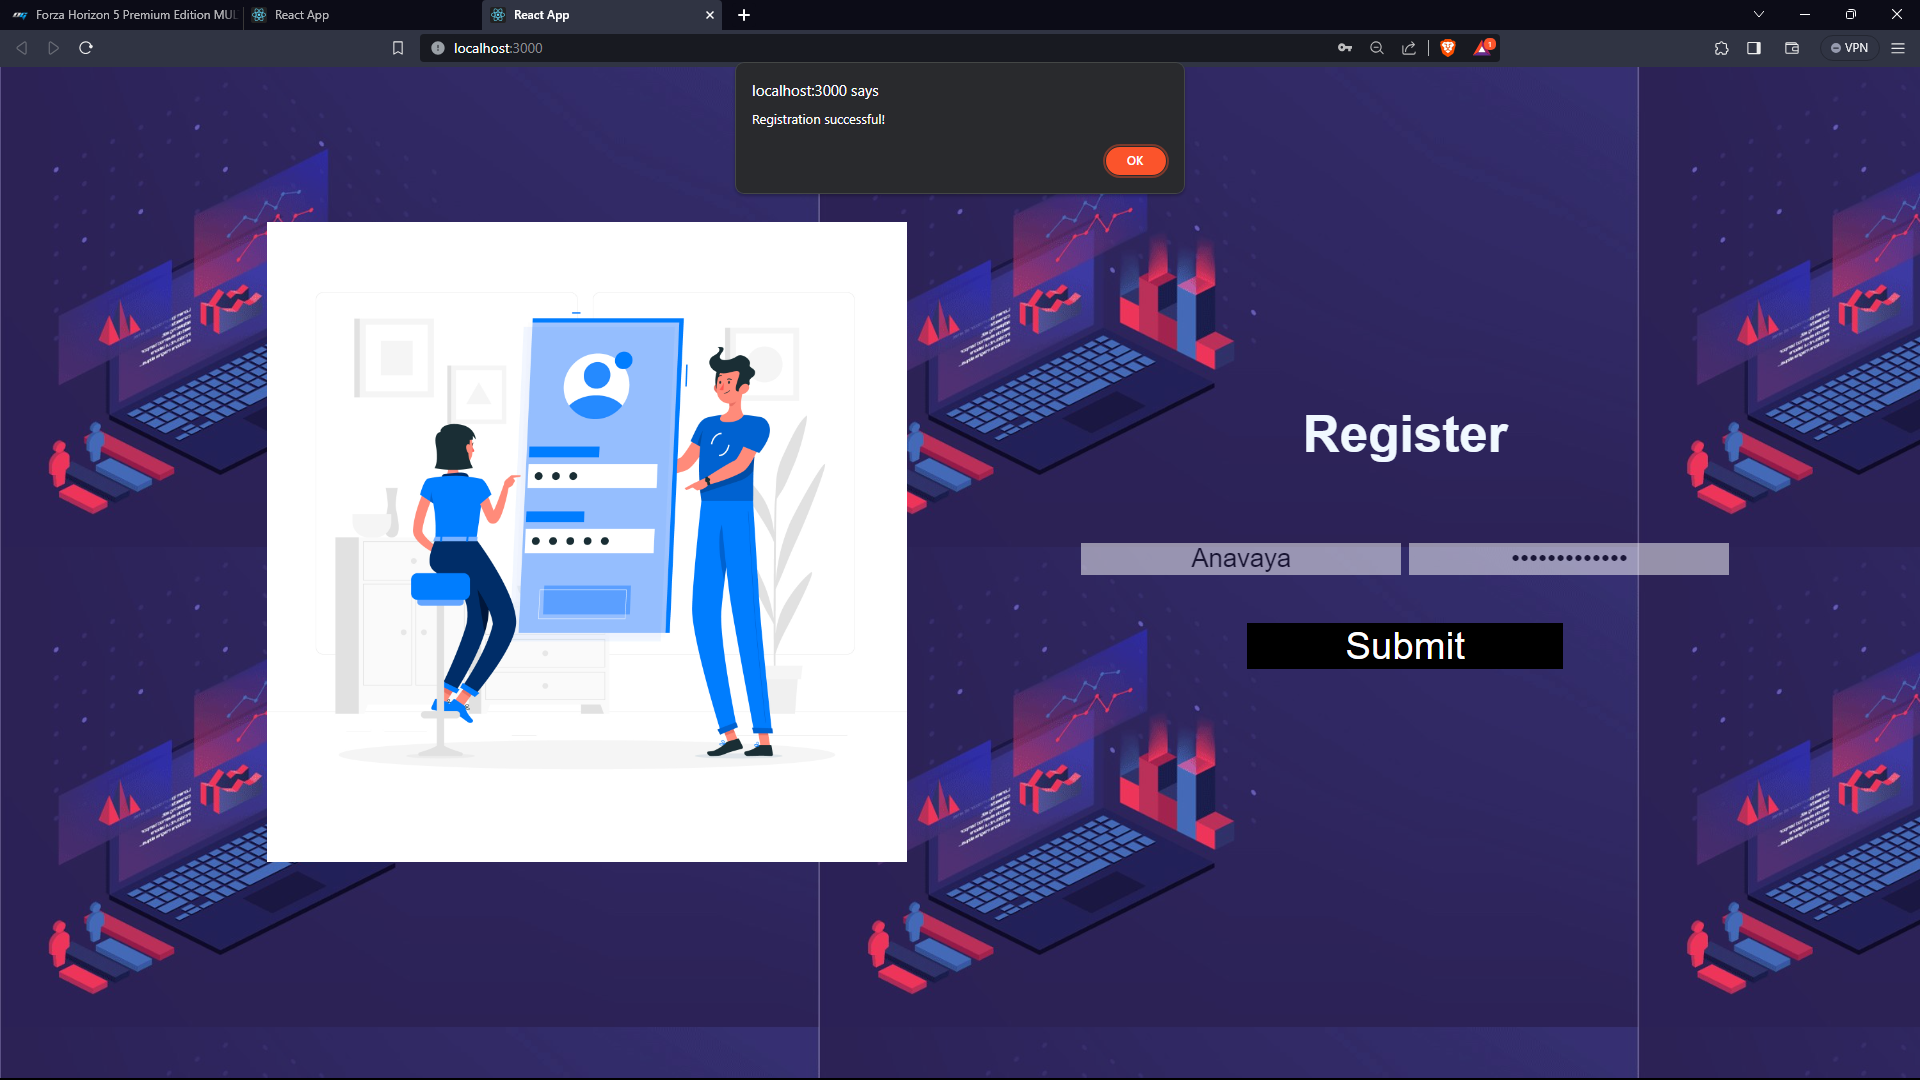 Forza Horizon 5 Premium Edition MUL
React App
React App
localhost:3000
1
VPN
localhost:3000 says
Registration successful!
OK
Register
Anavaya
•••••••••••••
Submit